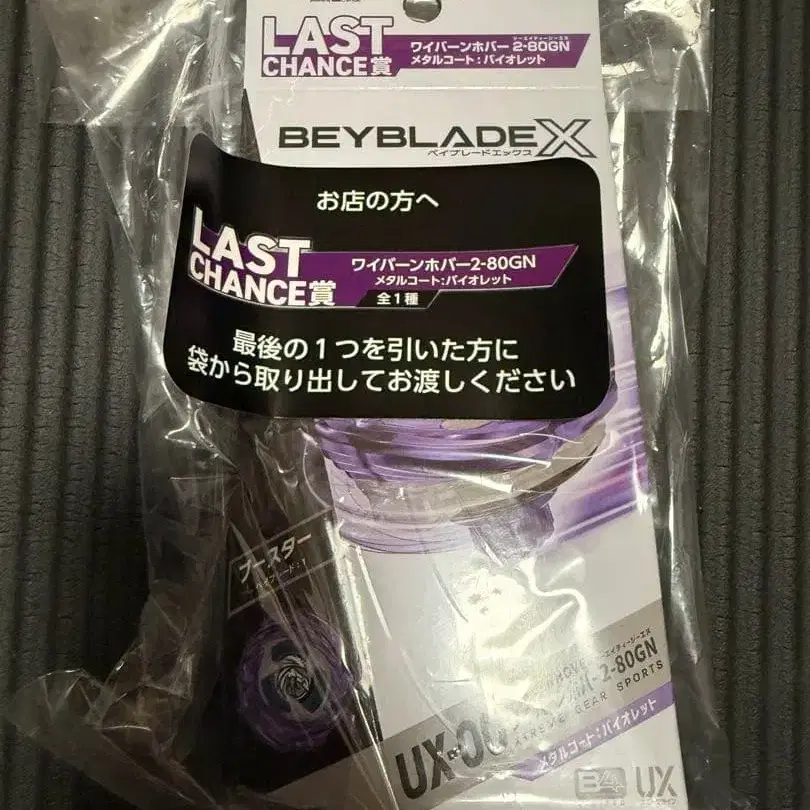 LAST
CHANCE賞
ワイバーンホバー2-80GN
メタルコート:バイオレット
BEYBLADE X
ベイブレードエックス
お店の方へ
LAST
CHANCE賞
ワイバーンホバー2-80GN
メタルコート:バイオレット
全1種
最後の1つを引いた方に
袋から取り出してお渡しください
ブースター
2-80GN
GEAR SPORTS
UX-00
メタルコート:バイオレット
B4 UX